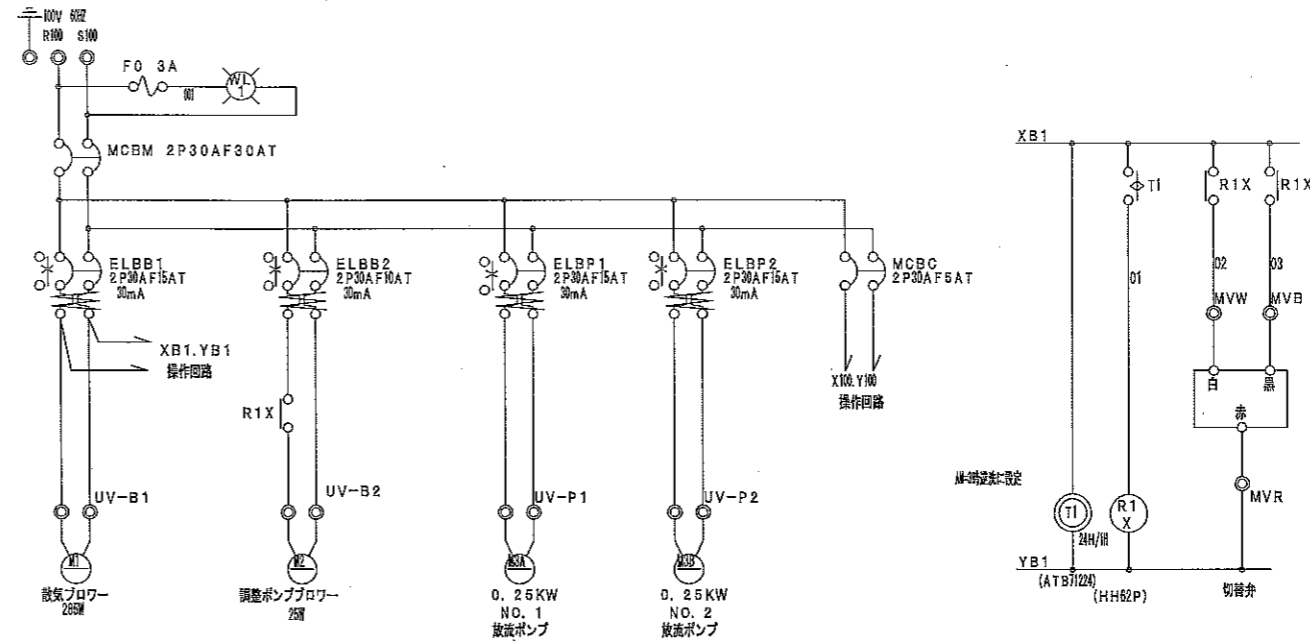 100V 60HZ
R100 S100
F0 3A
001
WL
1
MCBM 2P30AF30AT
ELBB1
2P30AF15AT
30mA
ELBB2
2P30AF10AT
30mA
ELBP1
2P30AF15AT
30mA
ELBP2
2P30AF15AT
30mA
MCBC
2P30AF5AT
XB1.YB1
操作回路
X100.Y100
操作回路
R1X
UV-B1
UV-B2
UV-P1
UV-P2
M1
M2
M3A
M3B
散気ブロワー
285W
調整ポンプブロワー
25W
0.25KW
NO.1
放流ポンプ
0.25KW
NO.2
放流ポンプ
XB1
T1
R1X
R1X
01
02
03
MVW
MVB
白
黒
赤
MVR
T1
24H/1H
R1
X
YB1
(ATB71224)
(HH62P)
切替弁